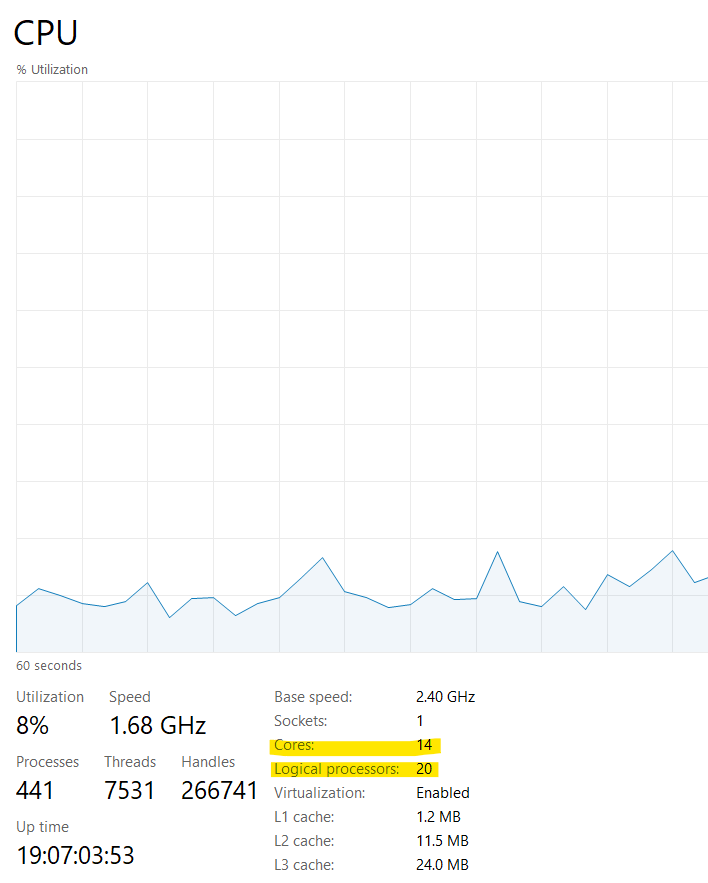 CPU
% Utilization
60 seconds
Utilization Speed
8% 1.68 GHz
Processes Threads Handles
441 7531 266741
Up time
19:07:03:53
Base speed: 2.40 GHz
Sockets: 1
Cores: 14
Logical processors: 20
Virtualization: Enabled
L1 cache: 1.2 MB
L2 cache: 11.5 MB
L3 cache: 24.0 MB